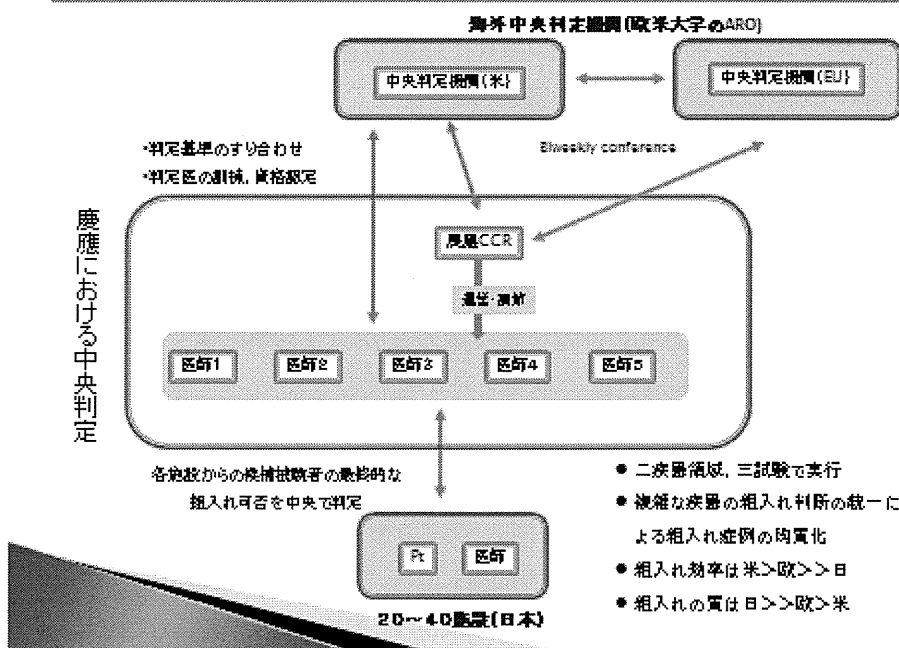 海外中央判定機関(欧米大学のARO)
中央判定機関(米)
中央判定機関(EU)
・判定基準のすり合わせ
・判定医の訓練, 資格認定
Biweekly conference
慶應における中央判定
慶應CCR
運営・調節
医師1
医師2
医師3
医師4
医師5
各施設からの候補被験者の最終的な
組入れ可否を中央で判定
Pt
医師
20〜40施設(日本)
● 二疾患領域, 三試験で実行
● 複雑な疾患の組入れ判断の統一に
よる組入れ症例の均質化
● 組入れ効率は米>欧>>日
● 組入れの質は日>>欧>米